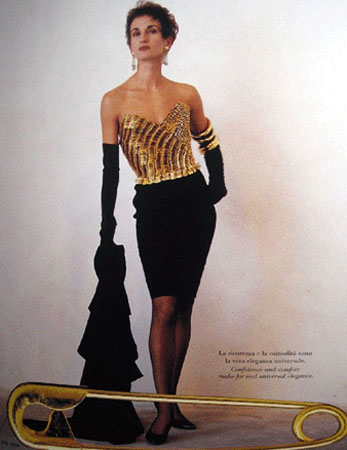 La sicurezza e la comodità sono
la vera eleganza universale.
Confidence and comfort
make for real universal elegance.